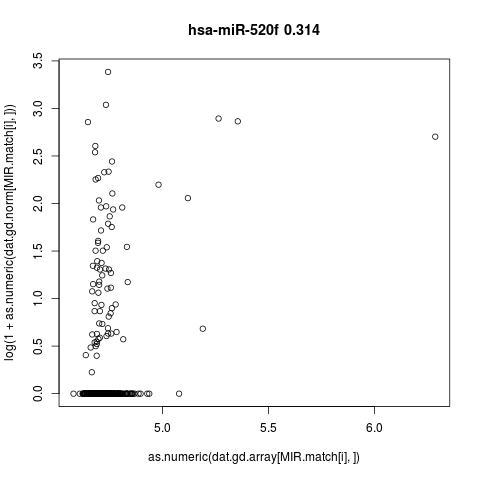 hsa-miR-520f 0.314
log(1 + as.numeric(dat.gd.norm[MIR.match[i], ]))
3.5
3.0
2.5
2.0
1.5
1.0
0.5
0.0
5.0 5.5 6.0
as.numeric(dat.gd.array[MIR.match[i], ])